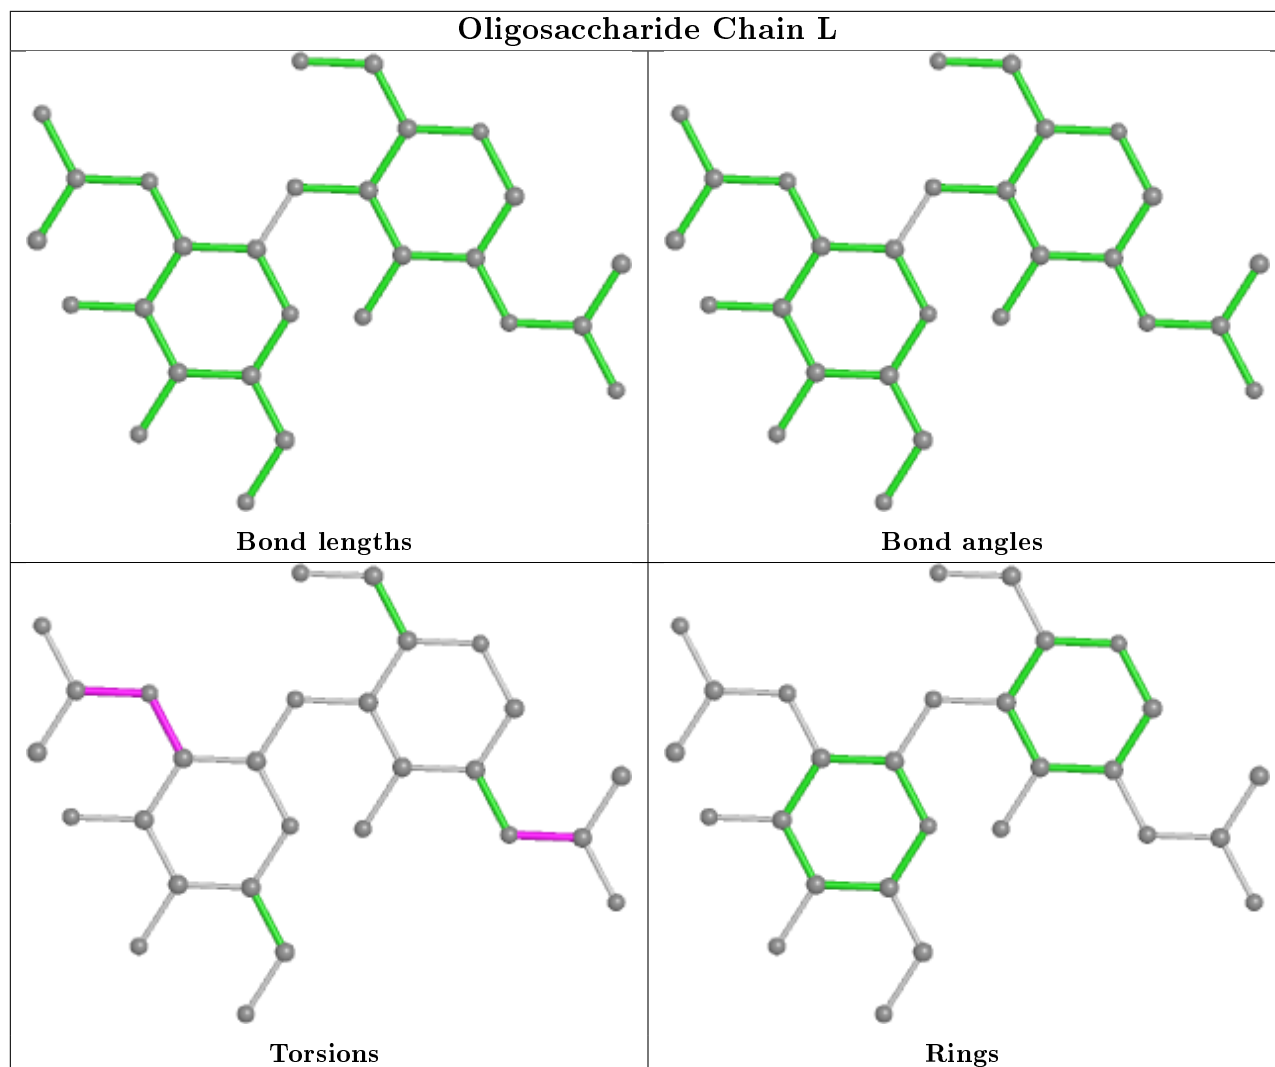 Oligosaccharide Chain L
Bond lengths
Bond angles
Torsions
Rings